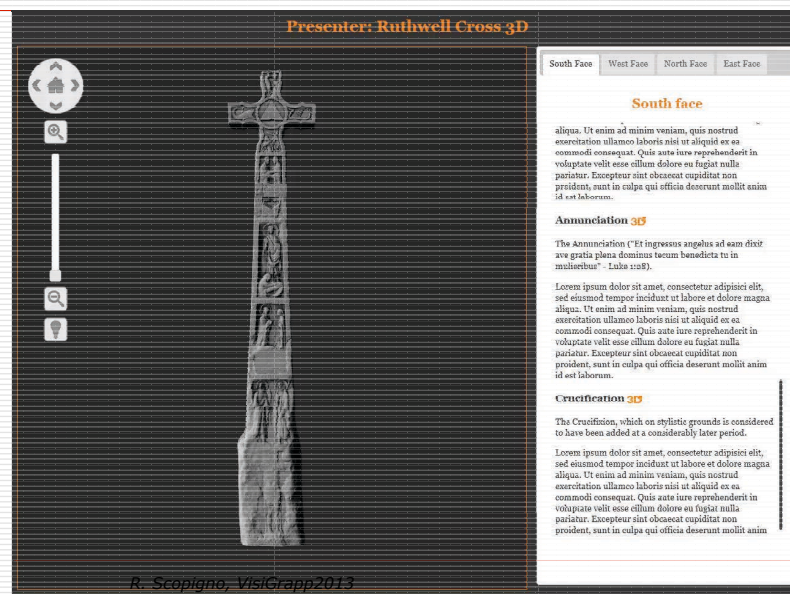 Presenter: Ruthwell Cross 3D
South Face West Face North Face East Face
South face
aliqua. Ut enim ad minim veniam, quis nostrud
exercitation ullamco laboris nisi ut aliquid ex ea
commodi consequat. Quis aute iure reprehenderit in
voluptate velit esse cillum dolore eu fugiat nulla
pariatur. Excepteur sint obcaecat cupiditat non
proident, sunt in culpa qui officia deserunt mollit anim
id est laborum.
Annunciation 3D
The Annunciation ("Et ingressus angelus ad eam dixit
ave gratia plena dominus tecum benedicta tu in
mulieribus" - Luke 1:28).
Lorem ipsum dolor sit amet, consectetur adipisici elit,
sed eiusmod tempor incidunt ut labore et dolore magna
aliqua. Ut enim ad minim veniam, quis nostrud
exercitation ullamco laboris nisi ut aliquid ex ea
commodi consequat. Quis aute iure reprehenderit in
voluptate velit esse cillum dolore eu fugiat nulla
pariatur. Excepteur sint obcaecat cupiditat non
proident, sunt in culpa qui officia deserunt mollit anim
id est laborum.
Crucification 3D
The Crucifixion, which on stylistic grounds is considered
to have been added at a considerably later period.
Lorem ipsum dolor sit amet, consectetur adipisici elit,
sed eiusmod tempor incidunt ut labore et dolore magna
aliqua. Ut enim ad minim veniam, quis nostrud
exercitation ullamco laboris nisi ut aliquid ex ea
commodi consequat. Quis aute iure reprehenderit in
voluptate velit esse cillum dolore eu fugiat nulla
pariatur. Excepteur sint obcaecat cupiditat non
proident, sunt in culpa qui officia deserunt mollit anim
R. Scopigno, VisiGrapp2013